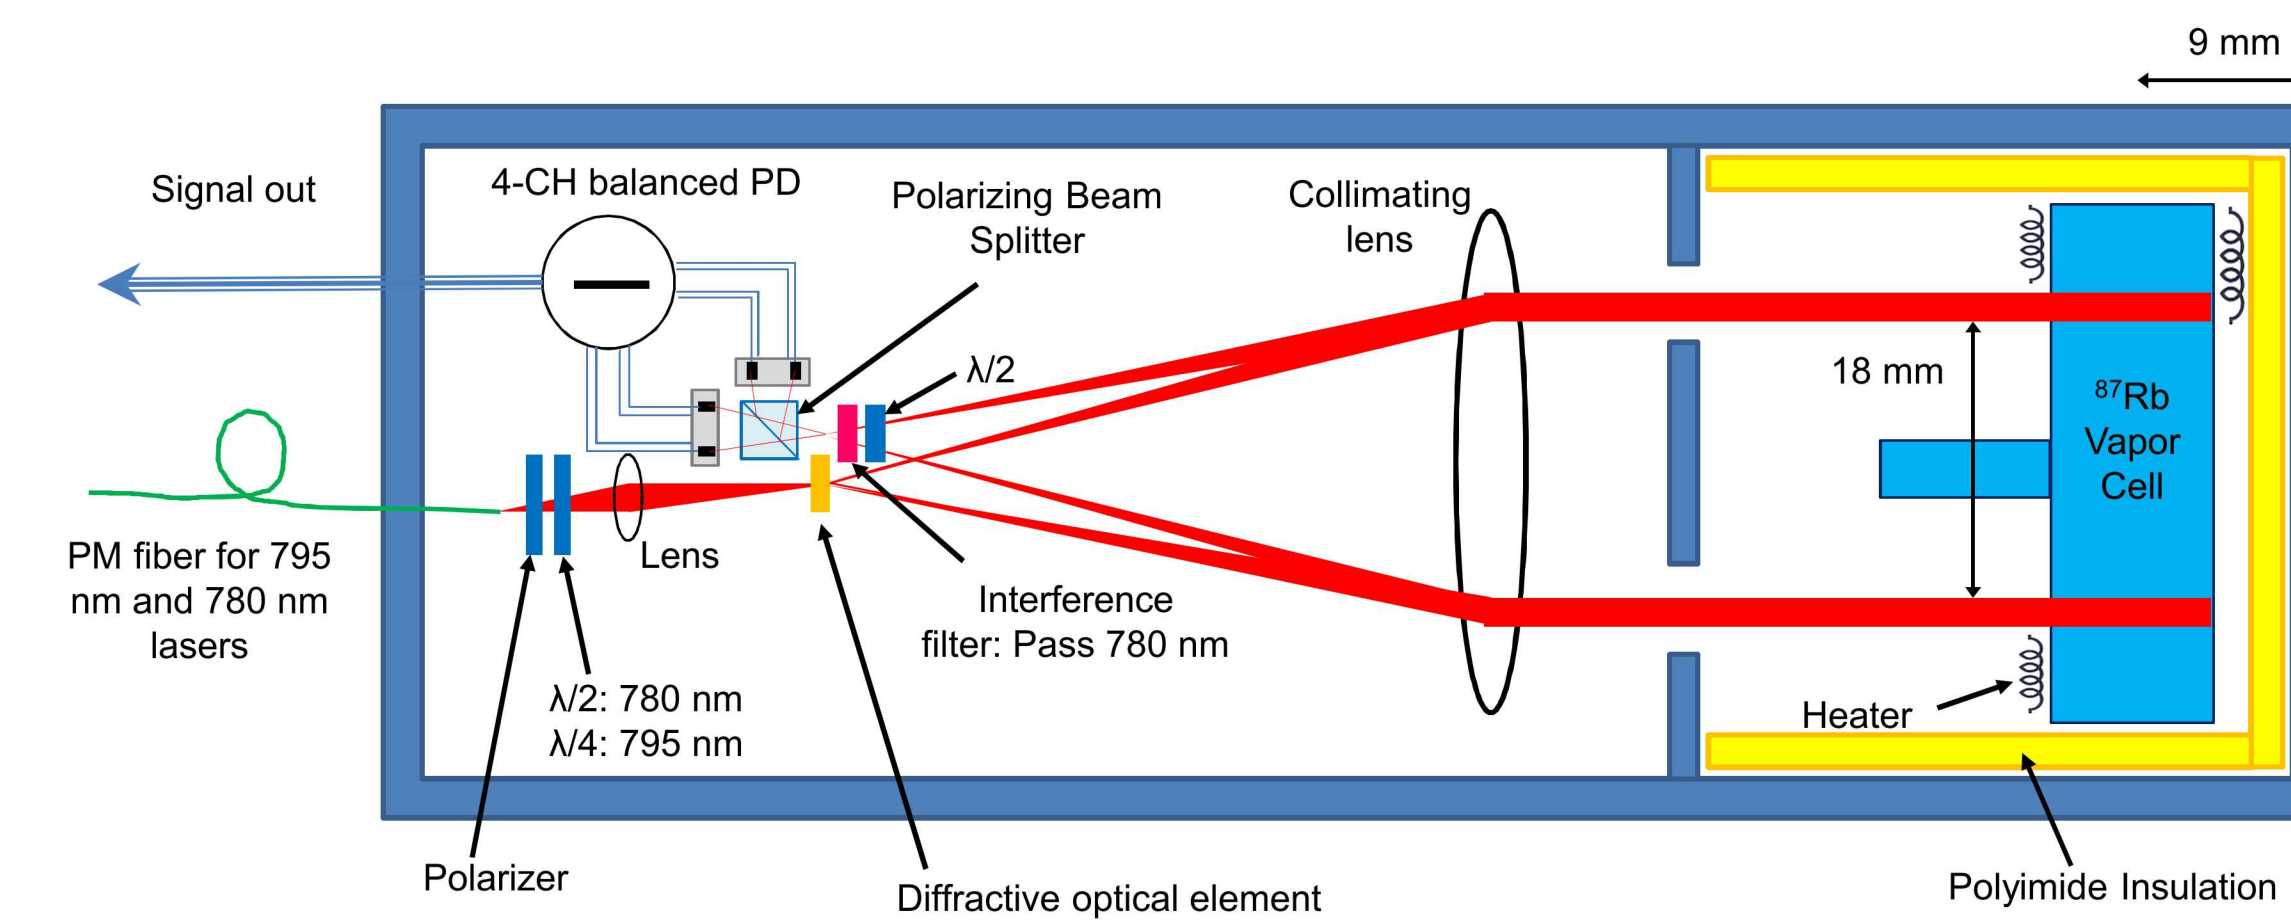 9 mm
Signal out
4-CH balanced PD
Polarizing Beam
Splitter
Collimating
lens
λ/2
18 mm
⁸⁷Rb
Vapor
Cell
PM fiber for 795
nm and 780 nm
lasers
Lens
Interference
filter: Pass 780 nm
λ/2: 780 nm
λ/4: 795 nm
Heater
Polarizer
Diffractive optical element
Polyimide Insulation